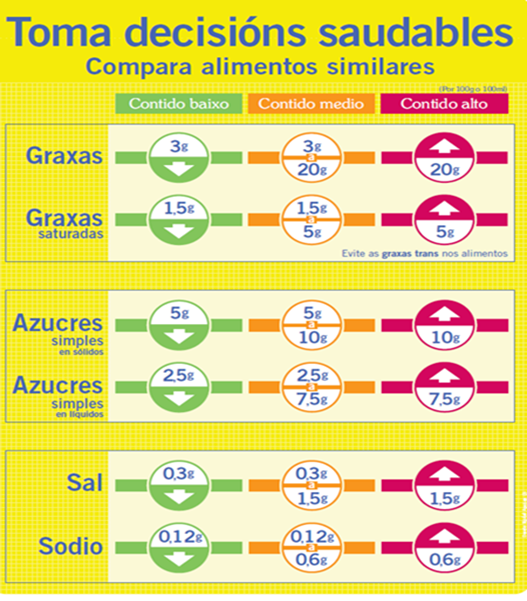 Toma decisións saudables
Compara alimentos similares
(Por 100g o 100ml)
Contido baixo Contido medio Contido alto
Graxas 3g 3g a 20g 20g
Graxas saturadas 1,5g 1,5g a 5g 5g
Evite as graxas trans nos alimentos
Azucres simples en sólidos 5g 5g a 10g 10g
Azucres simples en líquidos 2,5g 2,5g a 7,5g 7,5g
Sal 0,3g 0,3g a 1,5g 1,5g
Sodio 0,12g 0,12g a 0,6g 0,6g